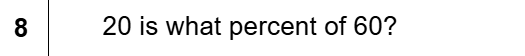 8 20 is what percent of 60?